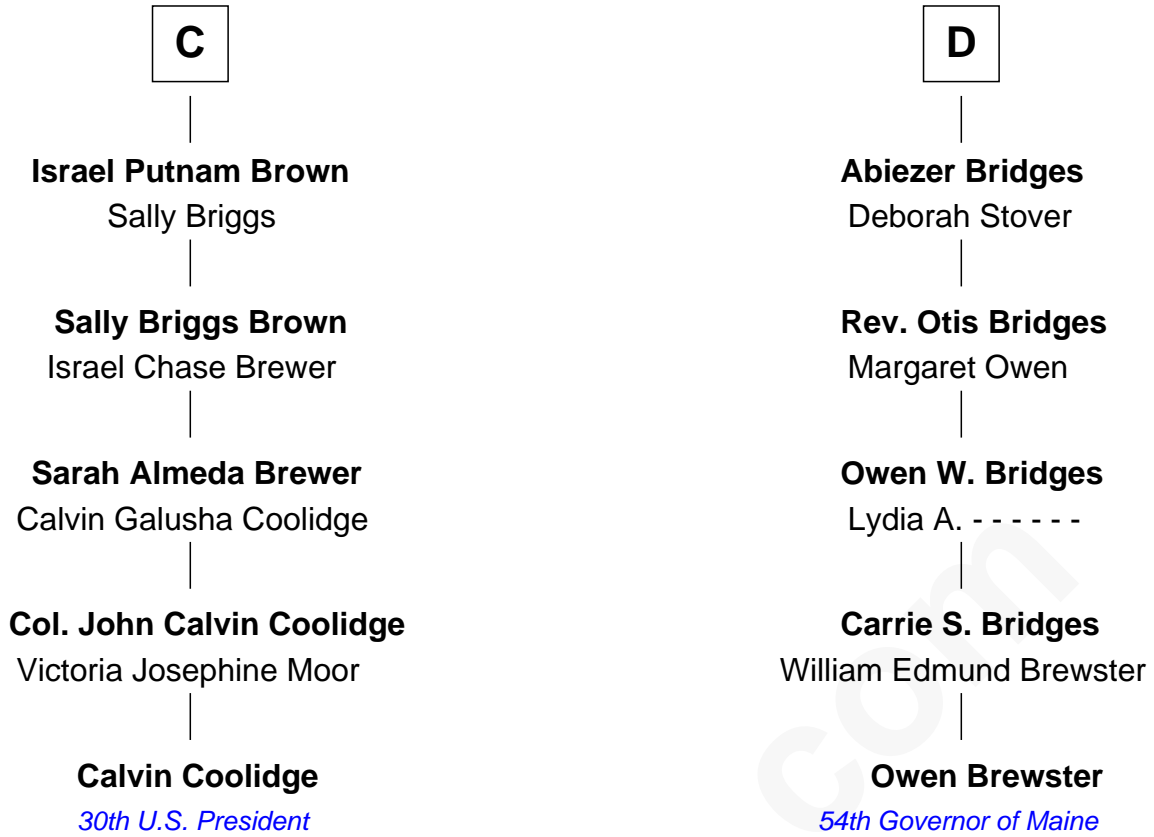 C
Israel Putnam Brown
Sally Briggs
Sally Briggs Brown
Israel Chase Brewer
Sarah Almeda Brewer
Calvin Galusha Coolidge
Col. John Calvin Coolidge
Victoria Josephine Moor
Calvin Coolidge
30th U.S. President
D
Abiezer Bridges
Deborah Stover
Rev. Otis Bridges
Margaret Owen
Owen W. Bridges
Lydia A. - - - - - -
Carrie S. Bridges
William Edmund Brewster
Owen Brewster
54th Governor of Maine
com